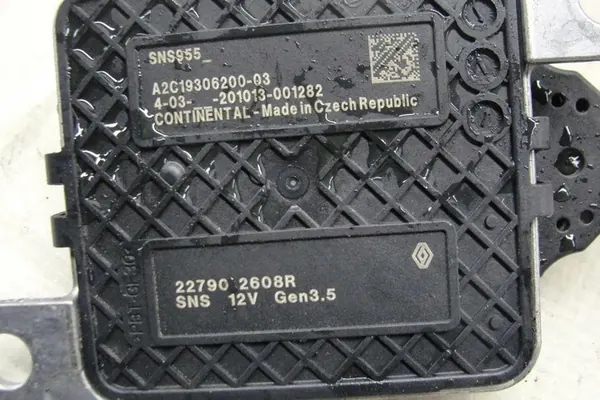 SNS955_
A2C19306200-03
4-03- -201013-001282
CONTINENTAL - Made in Czech Republic
22790 2608R
SNS 12V Gen3.5